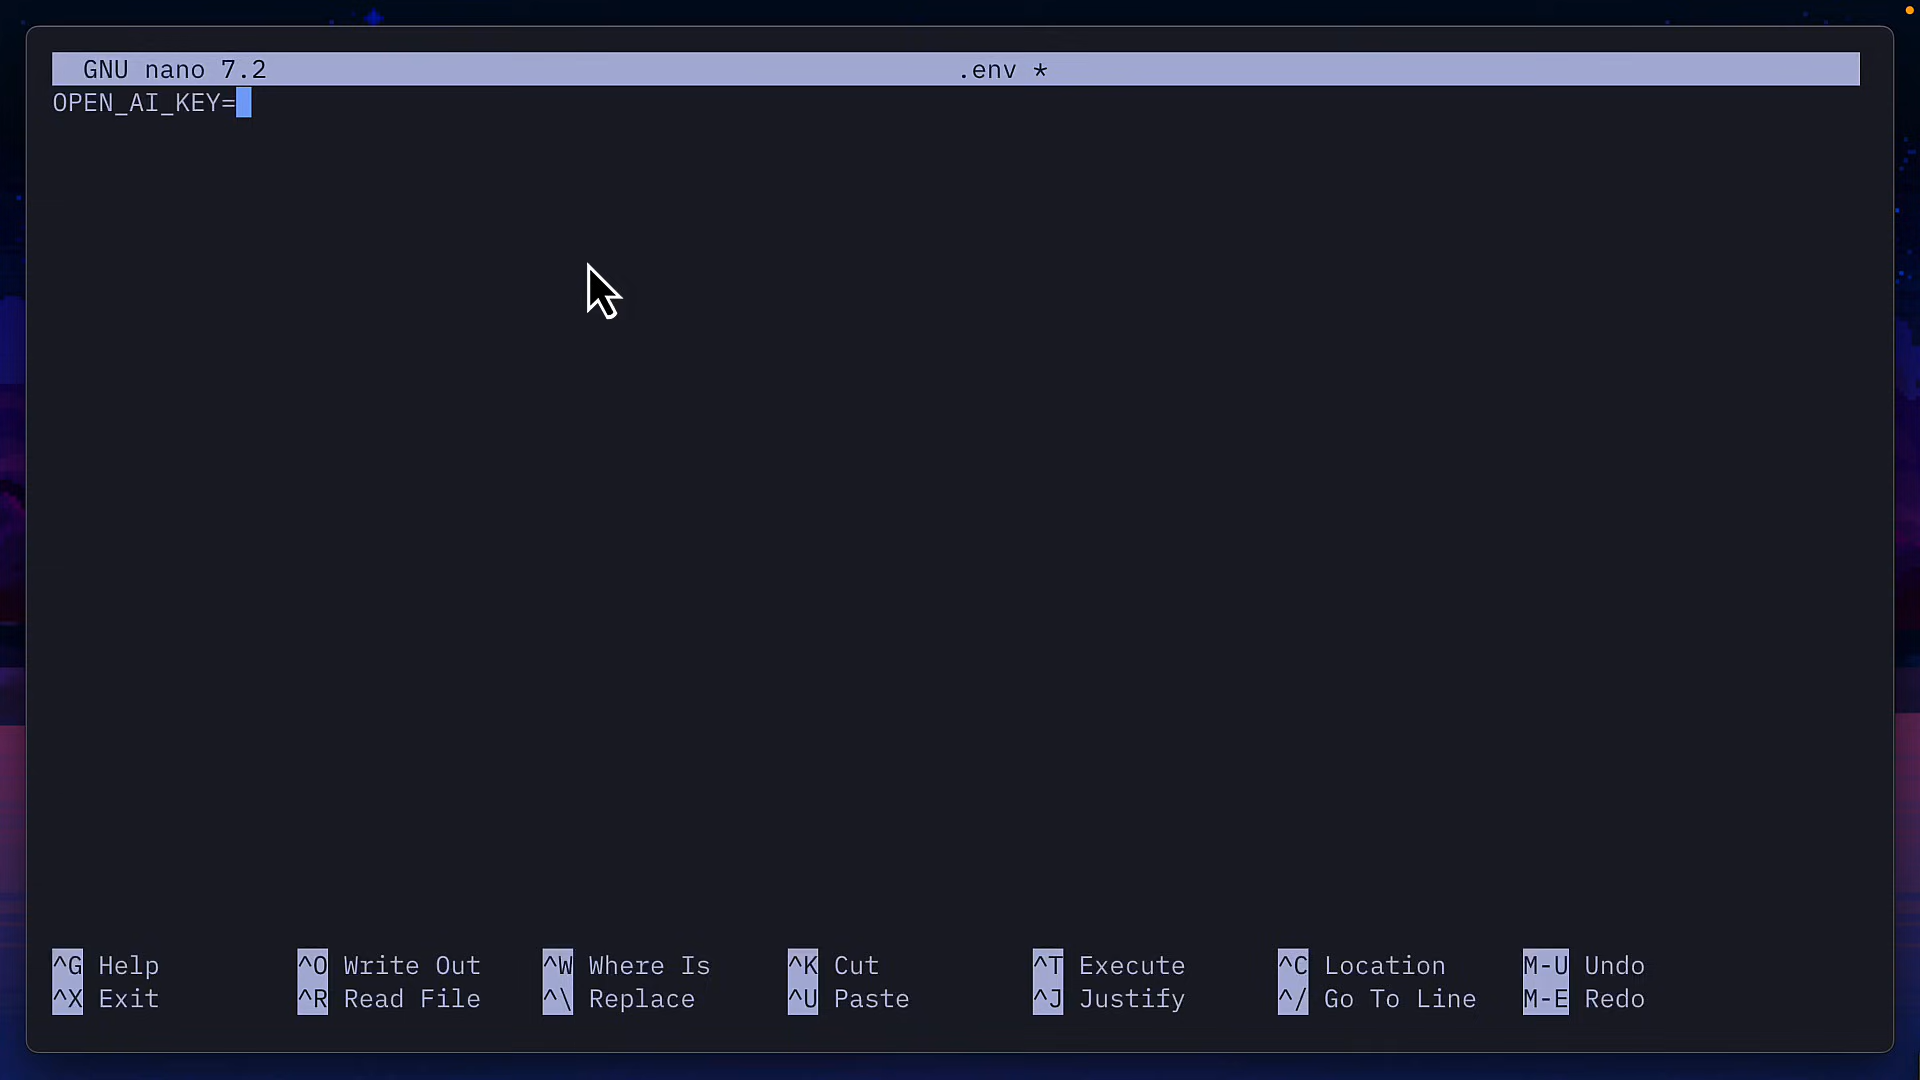 GNU nano 7.2 .env *
OPEN_AI_KEY=
^G Help ^O Write Out ^W Where Is ^K Cut ^T Execute ^C Location M-U Undo
^X Exit ^R Read File ^\ Replace ^U Paste ^J Justify ^/ Go To Line M-E Redo